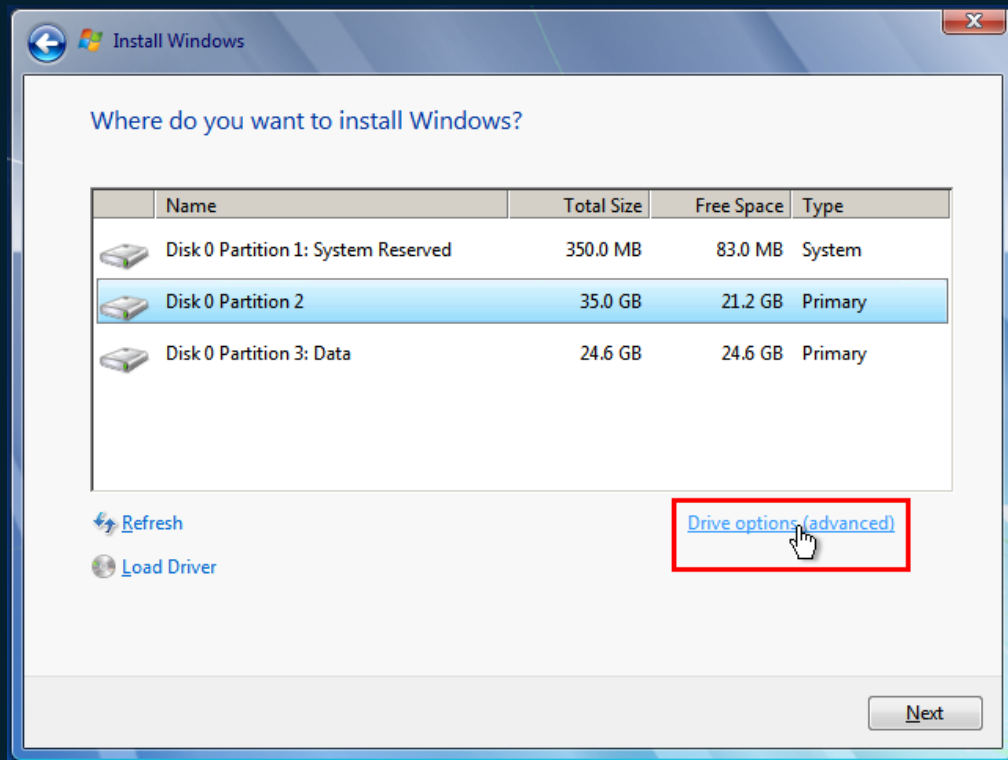 Install Windows
Where do you want to install Windows?
Name Total Size Free Space Type
Disk 0 Partition 1: System Reserved 350.0 MB 83.0 MB System
Disk 0 Partition 2 35.0 GB 21.2 GB Primary
Disk 0 Partition 3: Data 24.6 GB 24.6 GB Primary
Refresh Drive options (advanced)
Load Driver
Next